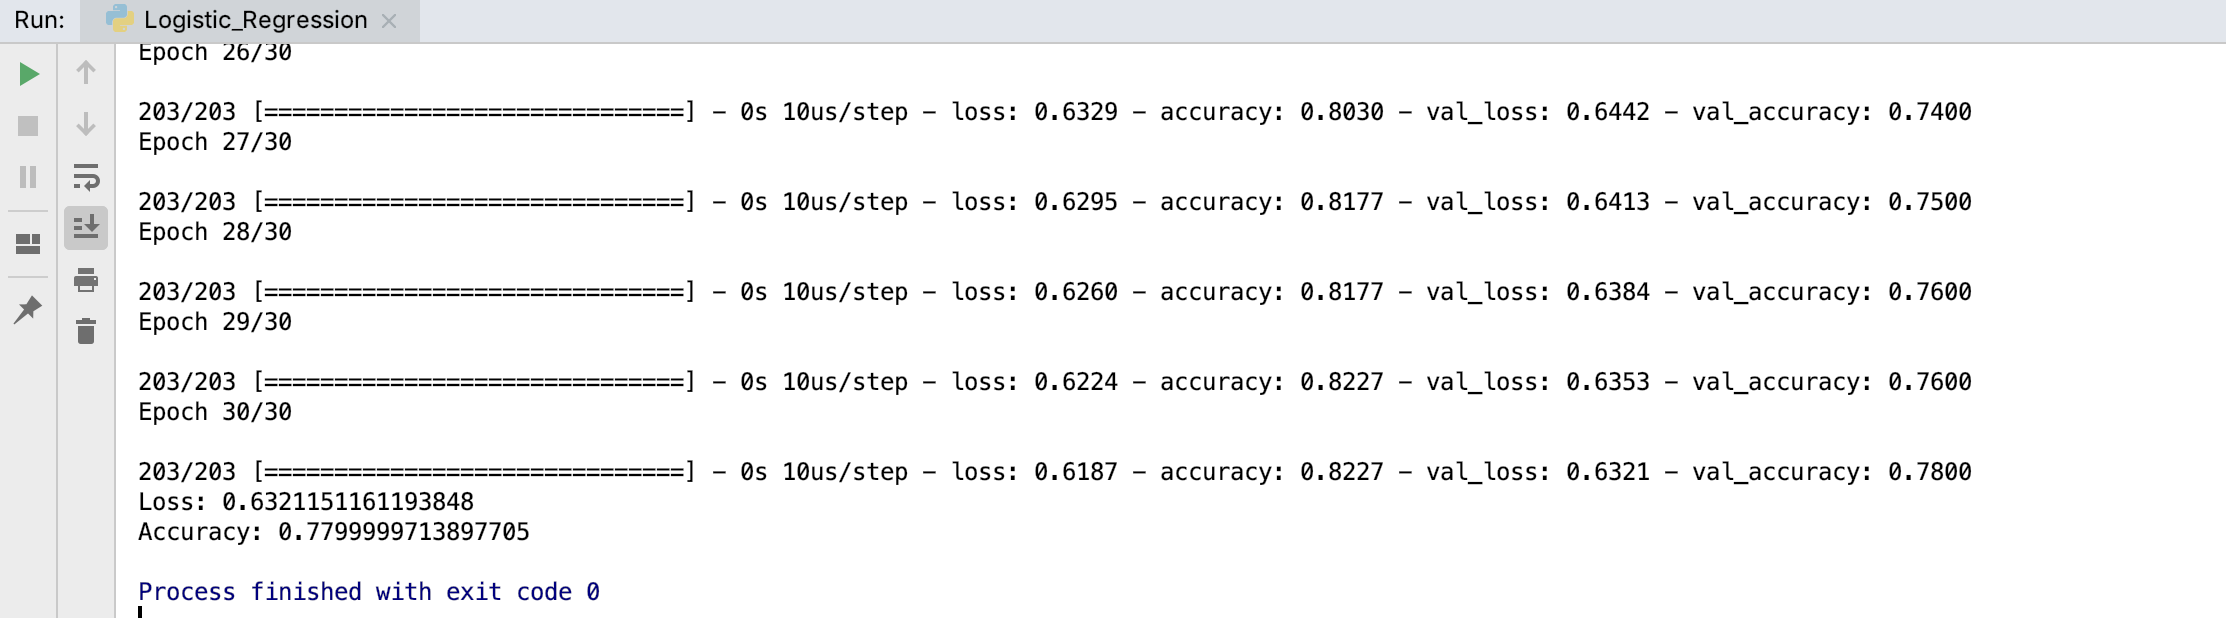 Run: Logistic_Regression
Epoch 26/30
203/203 [==============================] - 0s 10us/step - loss: 0.6329 - accuracy: 0.8030 - val_loss: 0.6442 - val_accuracy: 0.7400
Epoch 27/30
203/203 [==============================] - 0s 10us/step - loss: 0.6295 - accuracy: 0.8177 - val_loss: 0.6413 - val_accuracy: 0.7500
Epoch 28/30
203/203 [==============================] - 0s 10us/step - loss: 0.6260 - accuracy: 0.8177 - val_loss: 0.6384 - val_accuracy: 0.7600
Epoch 29/30
203/203 [==============================] - 0s 10us/step - loss: 0.6224 - accuracy: 0.8227 - val_loss: 0.6353 - val_accuracy: 0.7600
Epoch 30/30
203/203 [==============================] - 0s 10us/step - loss: 0.6187 - accuracy: 0.8227 - val_loss: 0.6321 - val_accuracy: 0.7800
Loss: 0.6321151161193848
Accuracy: 0.7799999713897705
Process finished with exit code 0